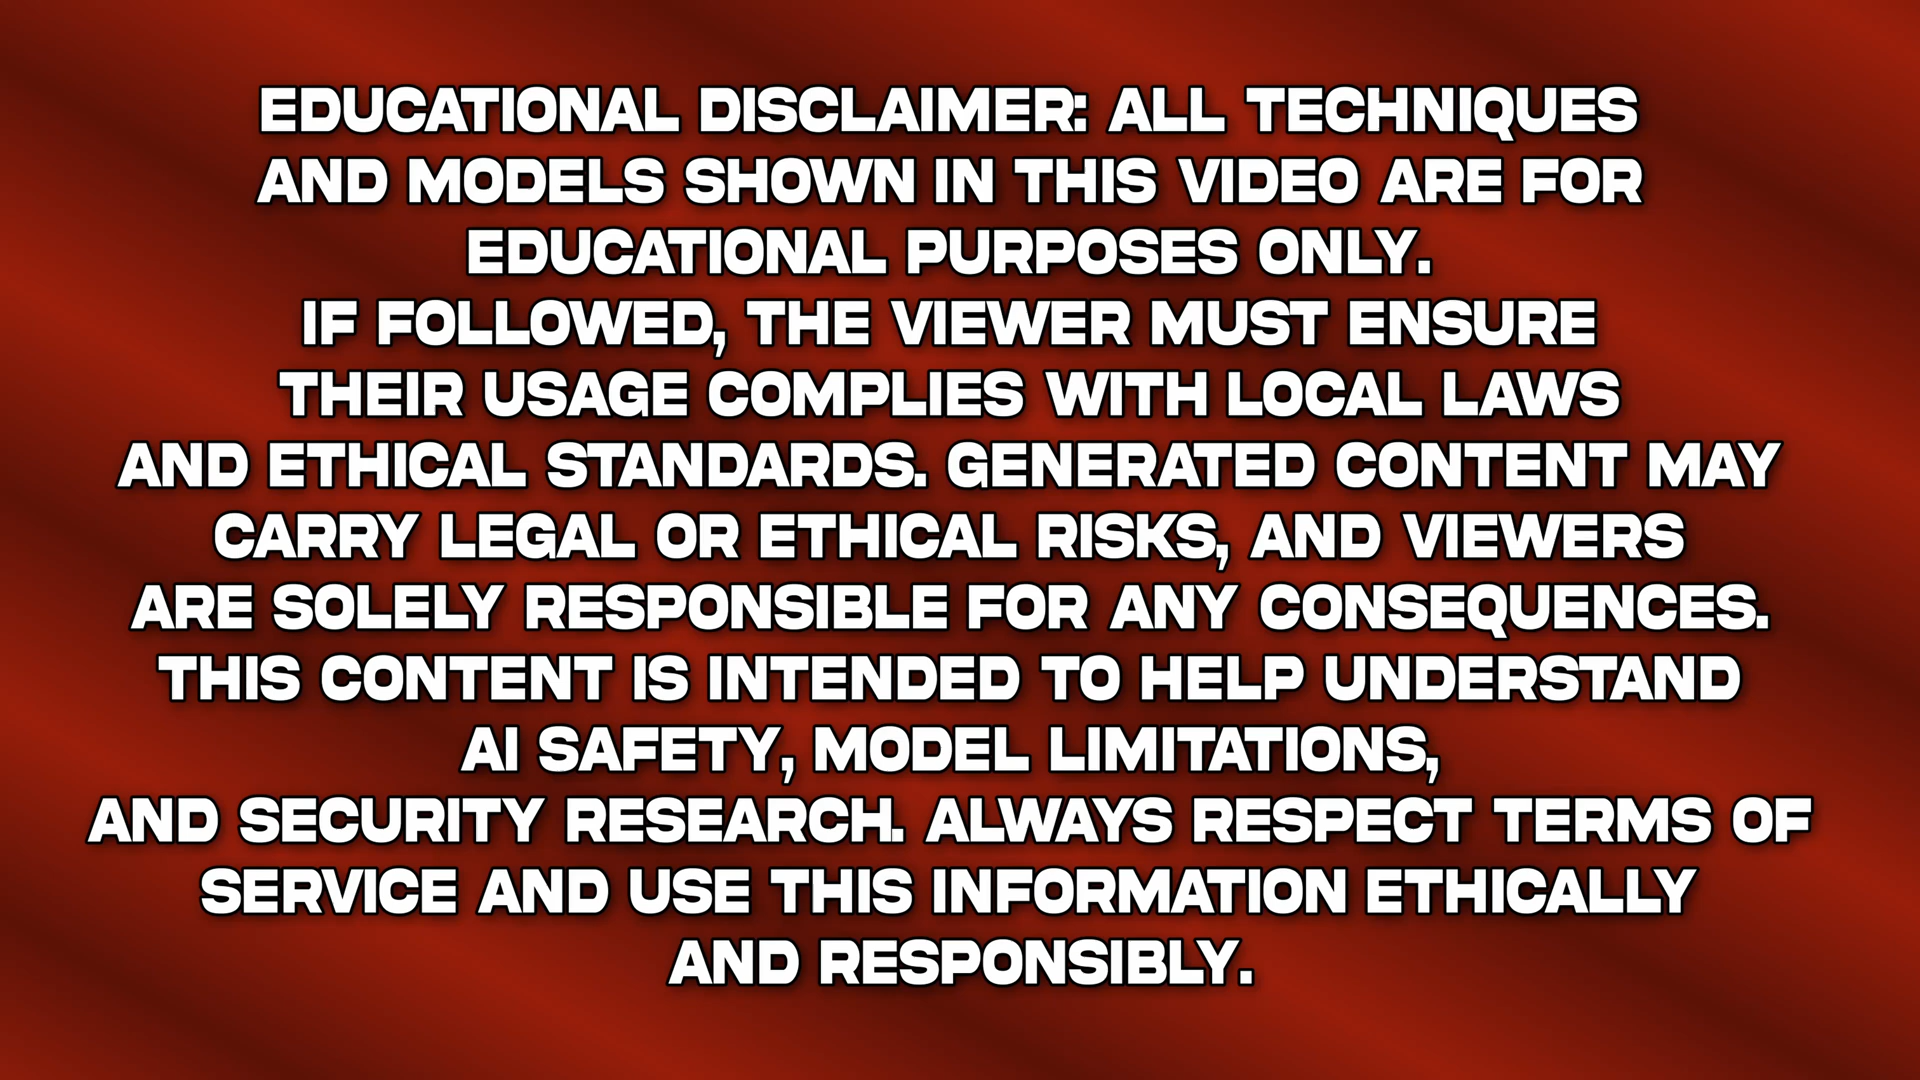 EDUCATIONAL DISCLAIMER: ALL TECHNIQUES
AND MODELS SHOWN IN THIS VIDEO ARE FOR
EDUCATIONAL PURPOSES ONLY.
IF FOLLOWED, THE VIEWER MUST ENSURE
THEIR USAGE COMPLIES WITH LOCAL LAWS
AND ETHICAL STANDARDS. GENERATED CONTENT MAY
CARRY LEGAL OR ETHICAL RISKS, AND VIEWERS
ARE SOLELY RESPONSIBLE FOR ANY CONSEQUENCES.
THIS CONTENT IS INTENDED TO HELP UNDERSTAND
AI SAFETY, MODEL LIMITATIONS,
AND SECURITY RESEARCH. ALWAYS RESPECT TERMS OF
SERVICE AND USE THIS INFORMATION ETHICALLY
AND RESPONSIBLY.